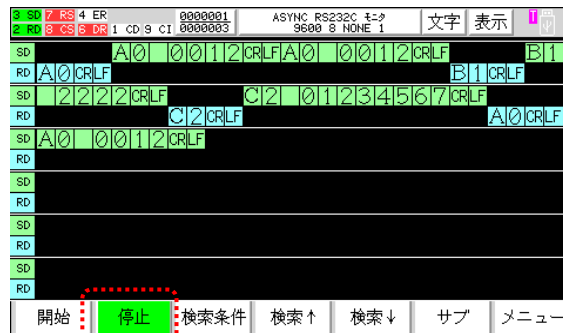 3 SD 7 RS 4 ER 0000001 ASYNC RS232C ﾓﾆﾀ 文字 表示 T
2 RD 8 CS 6 DR 1 CD 9 CI 0000003 9600 8 NONE 1
SD A0 0012CRLFA0 0012CRLF B1
RD A0CRLF B1CRLF
SD 2222CRLF C2 01234567CRLF
RD C2CRLF A0CRLF
SD A0 0012CRLF
RD
SD
RD
SD
RD
SD
RD
開始 停止 検索条件 検索↑ 検索↓ サブ メニュー